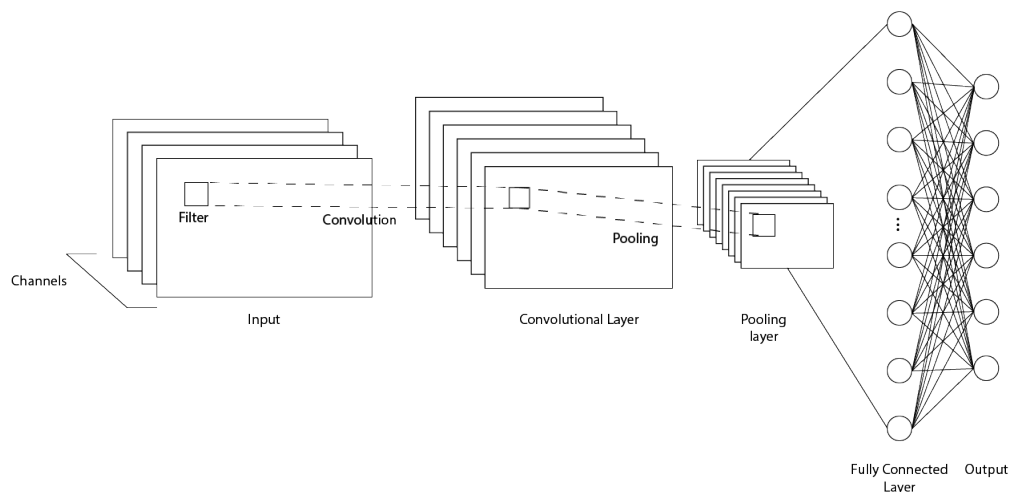 Filter
Convolution
Pooling
Channels
Input
Convolutional Layer
Pooling
layer
Fully Connected
Layer
Output